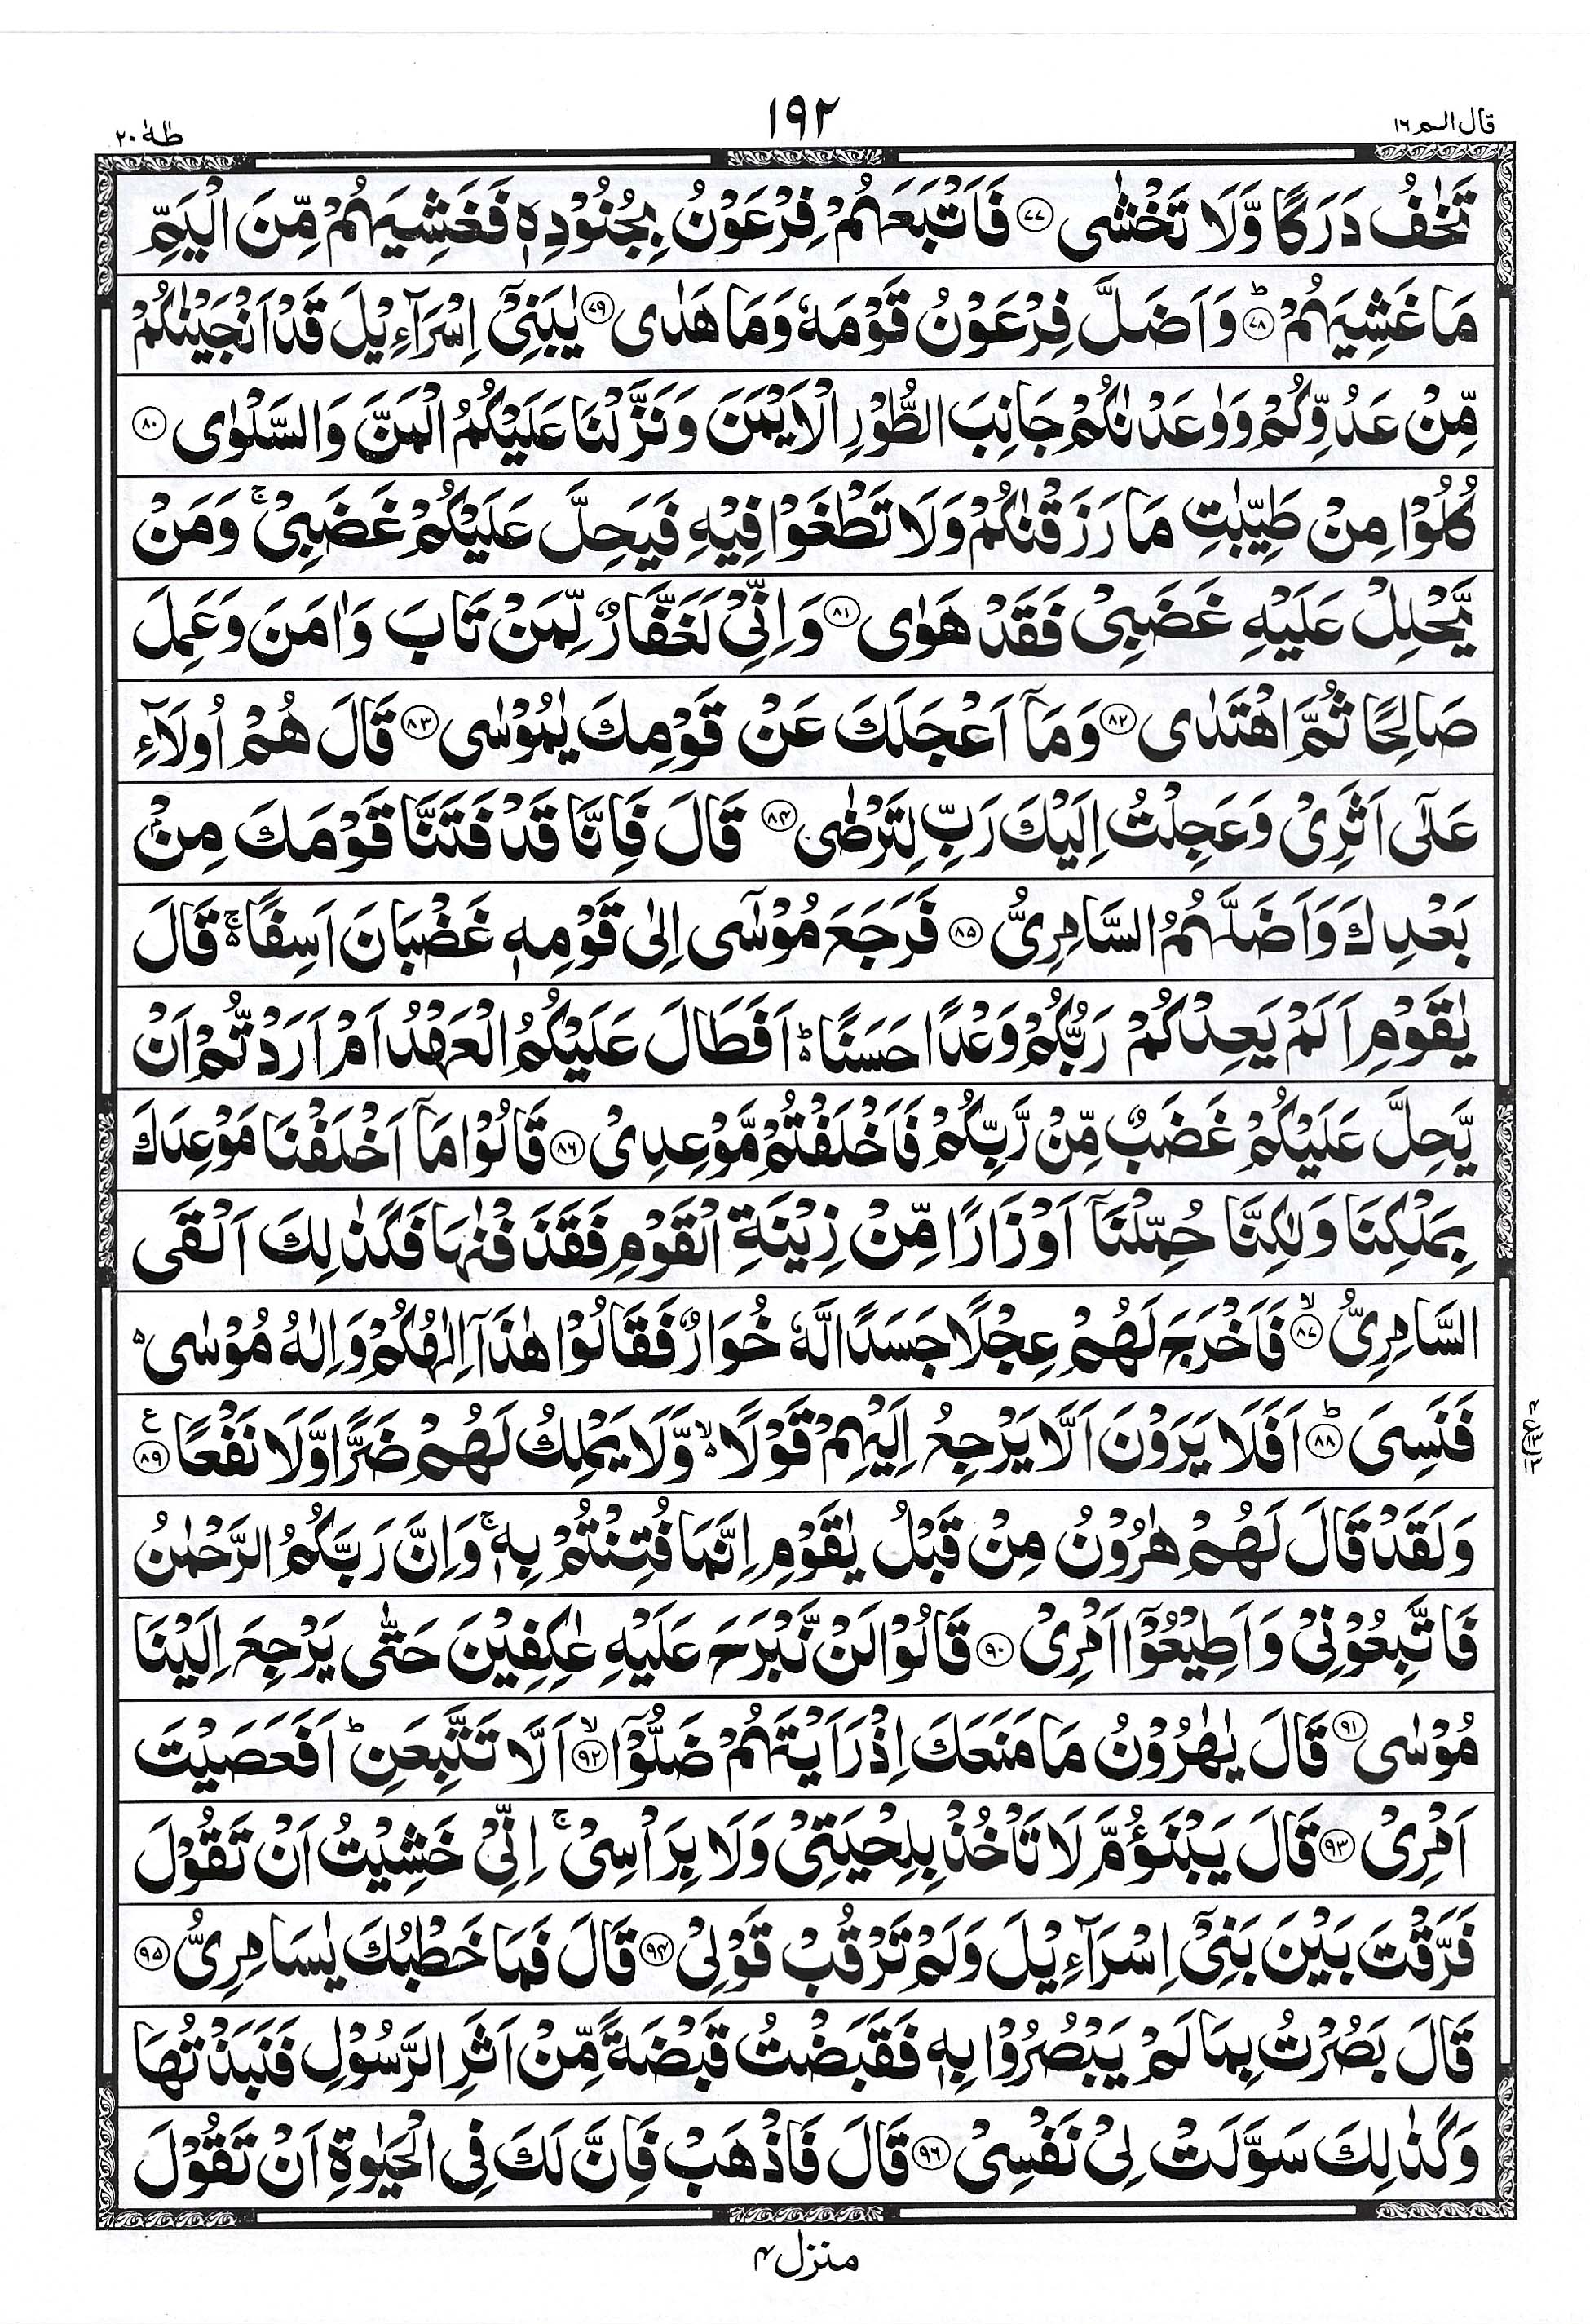 قال الـم ١٦
١٩٢
طٰهٰ ٢٠
تَخٰفُ دَرَكًا وَّلَا تَخْشٰى ۝٧٧ فَاَتْبَعَهُمْ فِرْعَوْنُ بِجُنُوْدِهٖ فَغَشِيَهُمْ مِّنَ الْيَمِّ
مَا غَشِيَهُمْ ؕ۝٧٨ وَاَضَلَّ فِرْعَوْنُ قَوْمَهٗ وَمَا هَدٰى ۝٧٩ يٰبَنِىْٓ اِسْرَآءِيْلَ قَدْ اَنْجَيْنٰكُمْ
مِّنْ عَدُوِّكُمْ وَوٰعَدْنٰكُمْ جَانِبَ الطُّوْرِ الْاَيْمَنَ وَنَزَّلْنَا عَلَيْكُمُ الْمَنَّ وَالسَّلْوٰى ۝٨٠
كُلُوْا مِنْ طَيِّبٰتِ مَا رَزَقْنٰكُمْ وَلَا تَطْغَوْا فِيْهِ فَيَحِلَّ عَلَيْكُمْ غَضَبِىْ ۚ وَمَنْ
يَّحْلِلْ عَلَيْهِ غَضَبِىْ فَقَدْ هَوٰى ۝٨١ وَاِنِّىْ لَغَفَّارٌ لِّمَنْ تَابَ وَاٰمَنَ وَعَمِلَ
صَالِحًا ثُمَّ اهْتَدٰى ۝٨٢ وَمَآ اَعْجَلَكَ عَنْ قَوْمِكَ يٰمُوْسٰى ۝٨٣ قَالَ هُمْ اُولَآءِ
عَلٰٓى اَثَرِىْ وَعَجِلْتُ اِلَيْكَ رَبِّ لِتَرْضٰى ۝٨٤ قَالَ فَاِنَّا قَدْ فَتَنَّا قَوْمَكَ مِنْۢ
بَعْدِكَ وَاَضَلَّهُمُ السَّامِرِىُّ ۝٨٥ فَرَجَعَ مُوْسٰٓى اِلٰى قَوْمِهٖ غَضْبَانَ اَسِفًا ۚ قَالَ
يٰقَوْمِ اَلَمْ يَعِدْكُمْ رَبُّكُمْ وَعْدًا حَسَنًا ؕ اَفَطَالَ عَلَيْكُمُ الْعَهْدُ اَمْ اَرَدْتُّمْ اَنْ
يَّحِلَّ عَلَيْكُمْ غَضَبٌ مِّنْ رَّبِّكُمْ فَاَخْلَفْتُمْ مَّوْعِدِىْ ۝٨٦ قَالُوْا مَآ اَخْلَفْنَا مَوْعِدَكَ
بِمَلْكِنَا وَلٰكِنَّا حُمِّلْنَآ اَوْزَارًا مِّنْ زِيْنَةِ الْقَوْمِ فَقَذَفْنٰهَا فَكَذٰلِكَ اَلْقَى
السَّامِرِىُّ ۙ۝٨٧ فَاَخْرَجَ لَهُمْ عِجْلًا جَسَدًا لَّهٗ خُوَارٌ فَقَالُوْا هٰذَآ اِلٰهُكُمْ وَاِلٰهُ مُوْسٰى ۥ
فَنَسِىَ ؕ۝٨٨ اَفَلَا يَرَوْنَ اَلَّا يَرْجِعُ اِلَيْهِمْ قَوْلًا ۙ وَّلَا يَمْلِكُ لَهُمْ ضَرًّا وَّلَا نَفْعًا ۝٨٩ ع
وَلَقَدْ قَالَ لَهُمْ هٰرُوْنُ مِنْ قَبْلُ يٰقَوْمِ اِنَّمَا فُتِنْتُمْ بِهٖ ۚ وَاِنَّ رَبَّكُمُ الرَّحْمٰنُ
فَاتَّبِعُوْنِىْ وَاَطِيْعُوْٓا اَمْرِىْ ۝٩٠ قَالُوْا لَنْ نَّبْرَحَ عَلَيْهِ عٰكِفِيْنَ حَتّٰى يَرْجِعَ اِلَيْنَا
مُوْسٰى ۝٩١ قَالَ يٰهٰرُوْنُ مَا مَنَعَكَ اِذْ رَاَيْتَهُمْ ضَلُّوْٓا ۙ۝٩٢ اَلَّا تَتَّبِعَنِ ؕ اَفَعَصَيْتَ
اَمْرِىْ ۝٩٣ قَالَ يَبْنَؤُمَّ لَا تَاْخُذْ بِلِحْيَتِىْ وَلَا بِرَاْسِىْ ۚ اِنِّىْ خَشِيْتُ اَنْ تَقُوْلَ
فَرَّقْتَ بَيْنَ بَنِىْٓ اِسْرَآءِيْلَ وَلَمْ تَرْقُبْ قَوْلِىْ ۝٩٤ قَالَ فَمَا خَطْبُكَ يٰسَامِرِىُّ ۝٩٥
قَالَ بَصُرْتُ بِمَا لَمْ يَبْصُرُوْا بِهٖ فَقَبَضْتُ قَبْضَةً مِّنْ اَثَرِ الرَّسُوْلِ فَنَبَذْتُهَا
وَكَذٰلِكَ سَوَّلَتْ لِىْ نَفْسِىْ ۝٩٦ قَالَ فَاذْهَبْ فَاِنَّ لَكَ فِى الْحَيٰوةِ اَنْ تَقُوْلَ
منزل ٤